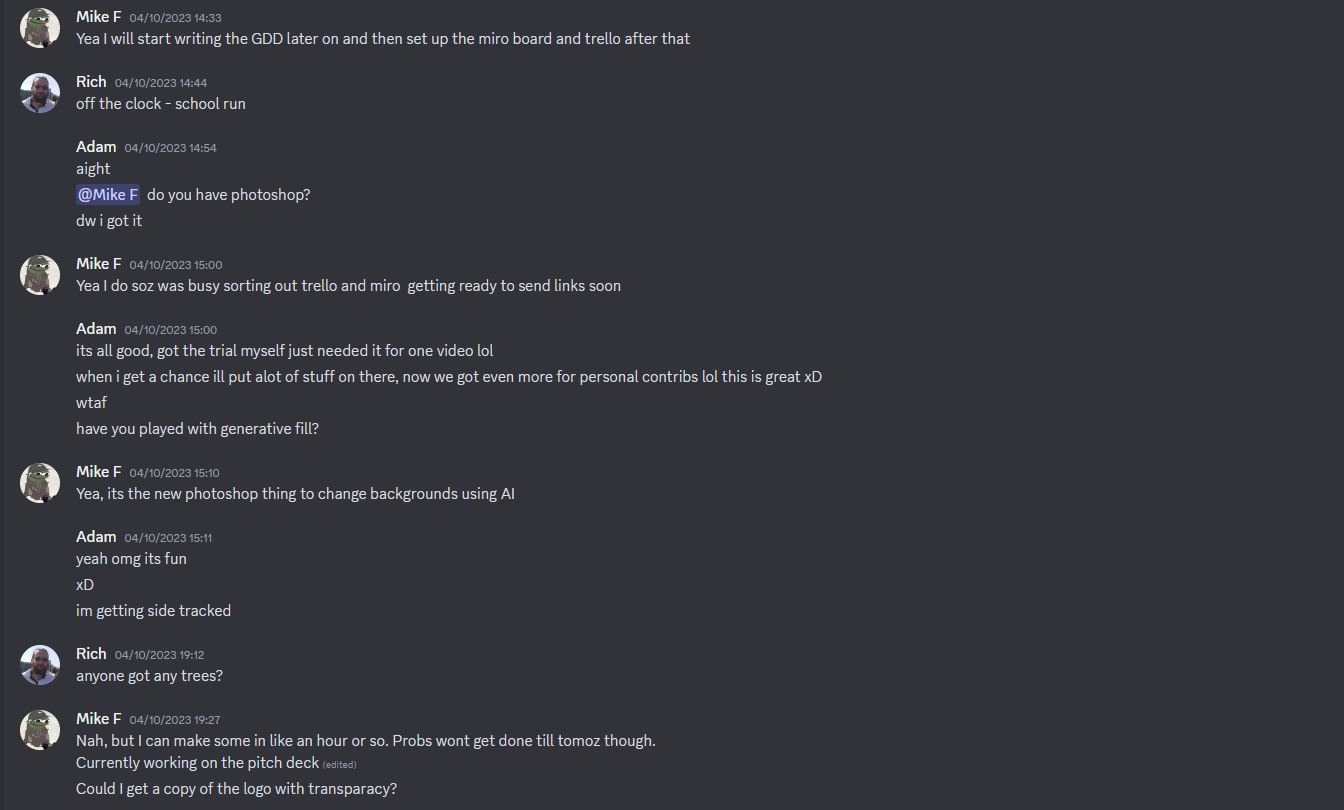 Mike F 04/10/2023 14:33
Yea I will start writing the GDD later on and then set up the miro board and trello after that
Rich 04/10/2023 14:44
off the clock - school run
Adam 04/10/2023 14:54
aight
@Mike F do you have photoshop?
dw i got it
Mike F 04/10/2023 15:00
Yea I do soz was busy sorting out trello and miro  getting ready to send links soon
Adam 04/10/2023 15:00
its all good, got the trial myself just needed it for one video lol
when i get a chance ill put alot of stuff on there, now we got even more for personal contribs lol this is great xD
wtaf
have you played with generative fill?
Mike F 04/10/2023 15:10
Yea, its the new photoshop thing to change backgrounds using AI
Adam 04/10/2023 15:11
yeah omg its fun
xD
im getting side tracked
Rich 04/10/2023 19:12
anyone got any trees?
Mike F 04/10/2023 19:27
Nah, but I can make some in like an hour or so. Probs wont get done till tomoz though.
Currently working on the pitch deck (edited)
Could I get a copy of the logo with transparacy?